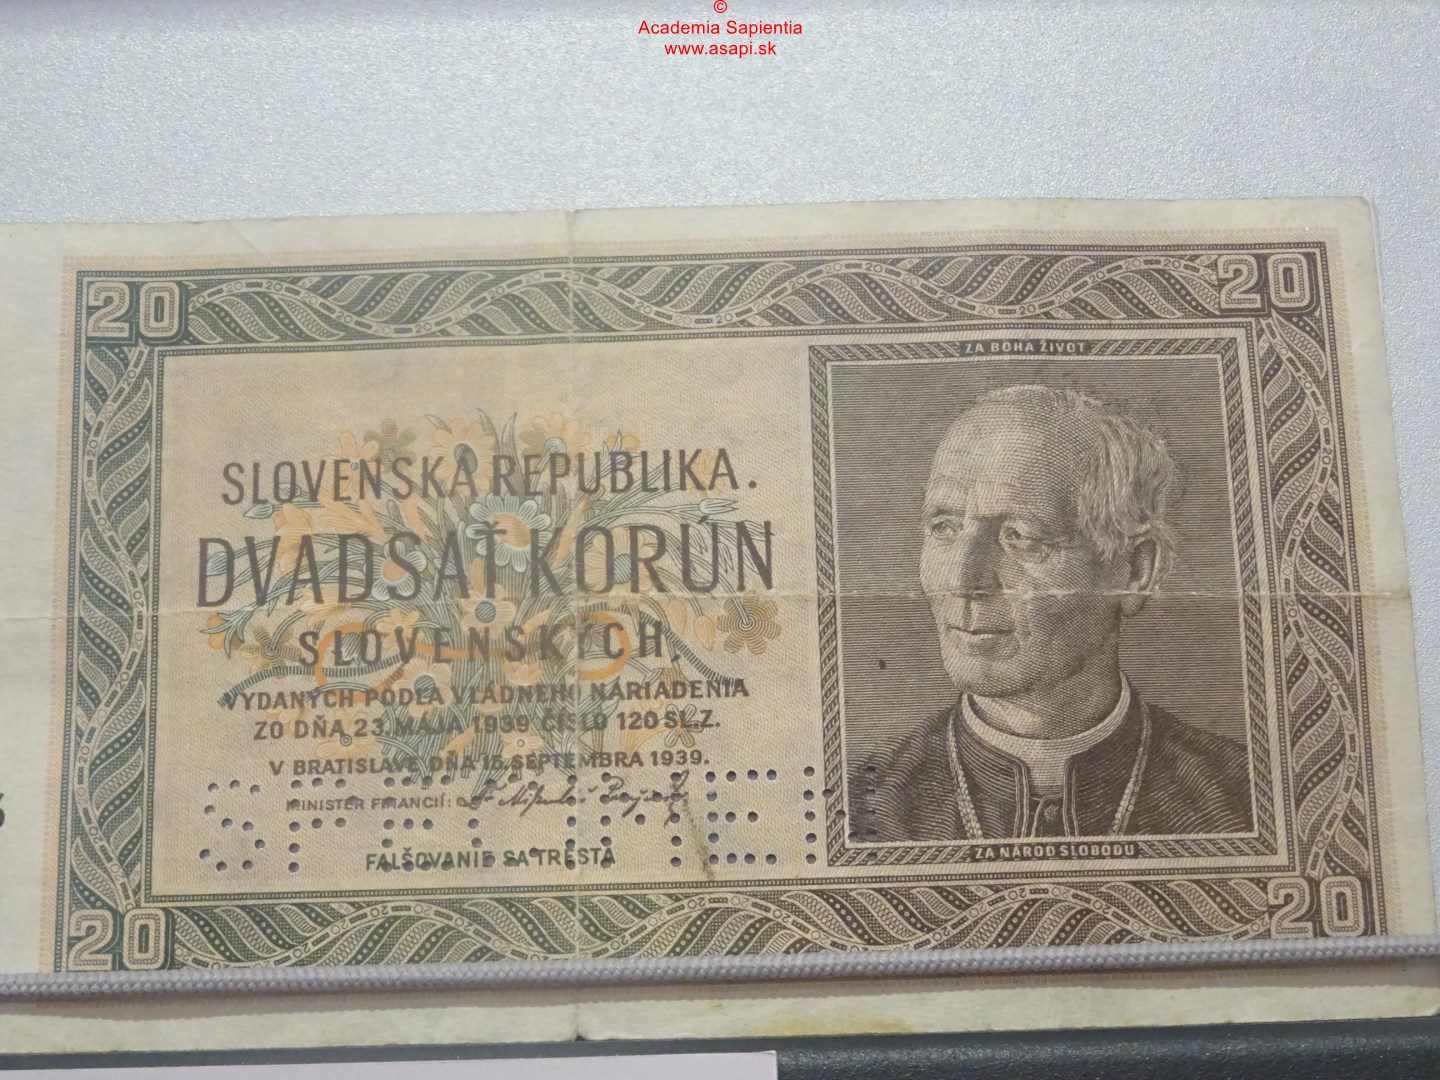 ©
Academia Sapientia
www.asapi.sk
20
20
ZA BOHA ŽIVOT
SLOVENSKÁ REPUBLIKA.
DVADSAŤ KORÚN
SLOVENSKÝCH,
VYDANÝCH PODĽA VLÁDNEHO NARIADENIA
ZO DŇA 23. MÁJA 1939 ČÍSLO 120 SL. Z.
V BRATISLAVE DŇA 15. SEPTEMBRA 1939.
MINISTER FINANCIÍ:
SPECIMEN
FALŠOVANIE SA TRESTÁ
ZA NÁROD SLOBODU
20
20